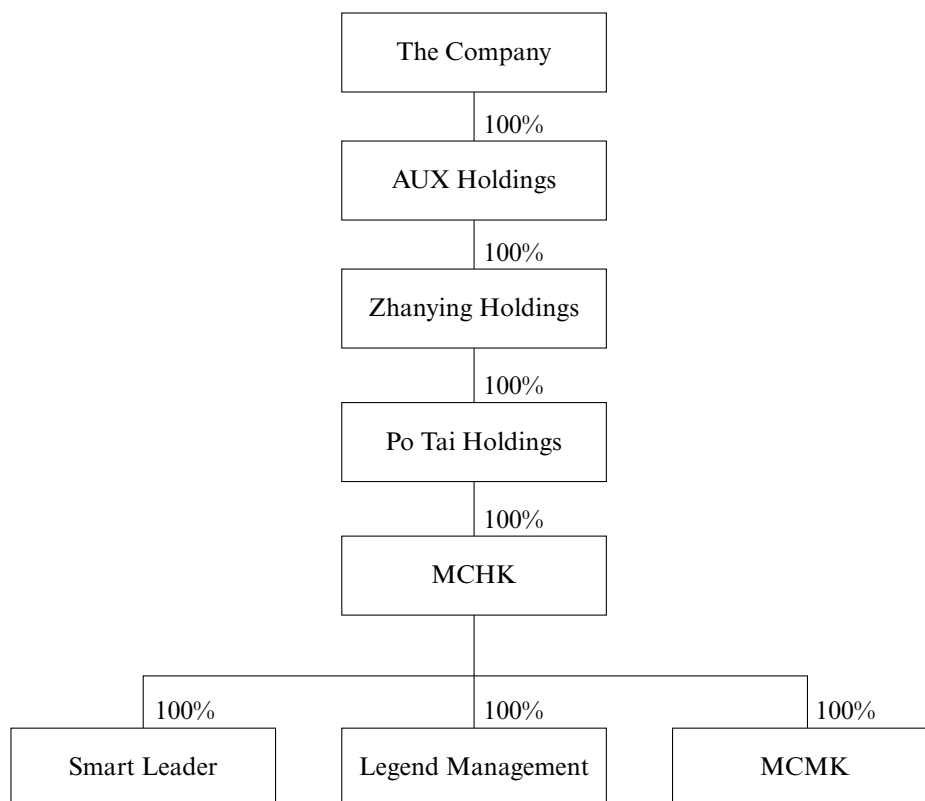 The Company
100%
AUX Holdings
100%
Zhanying Holdings
100%
Po Tai Holdings
100%
MCHK
100% 100% 100%
Smart Leader Legend Management MCMK